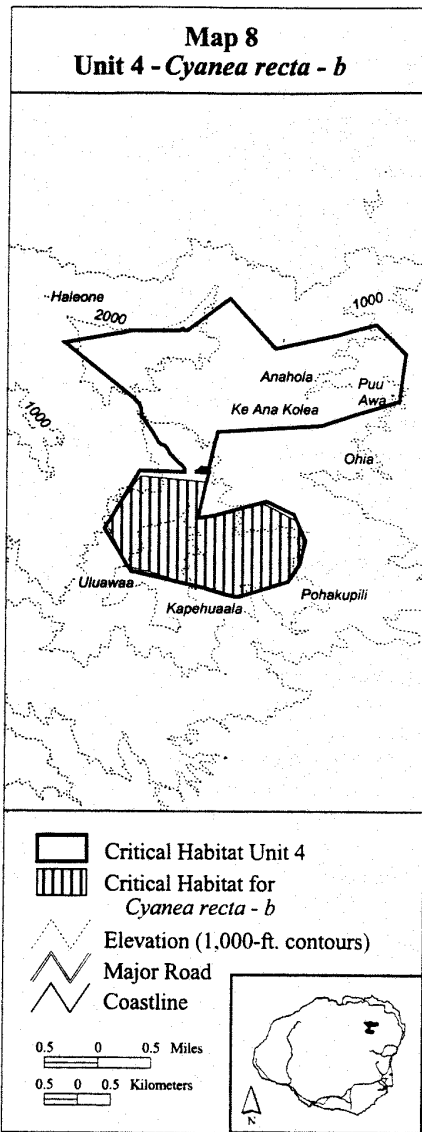 Map 8
Unit 4 - Cyanea recta - b
Haleone
2000
1000
Anahola
Puu
Awa
Ke Ana Kolea
1000
Ohia
Uluawaa
Kapehuaala
Pohakupili
Critical Habitat Unit 4
Critical Habitat for
Cyanea recta - b
Elevation (1,000-ft. contours)
Major Road
Coastline
0.5 0 0.5 Miles
0.5 0 0.5 Kilometers
N